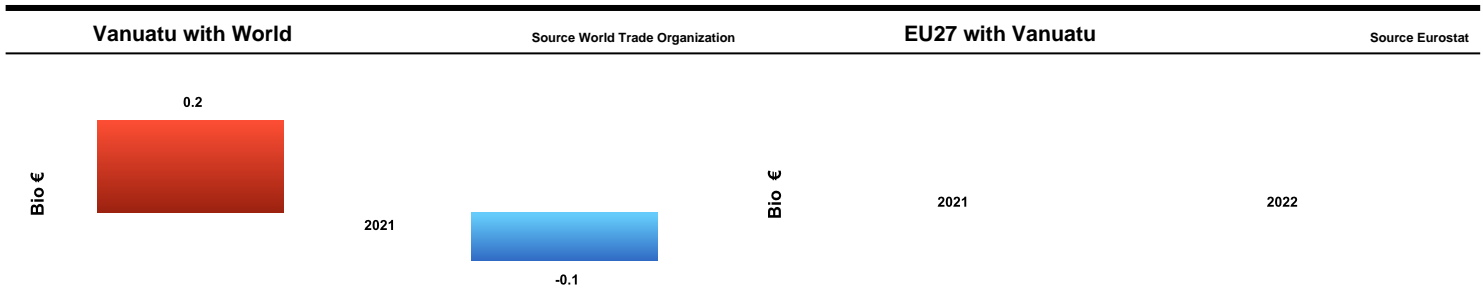 Vanuatu with World
Source World Trade Organization
EU27 with Vanuatu
Source Eurostat
0.2
Bio €
2021
-0.1
Bio €
2021
2022